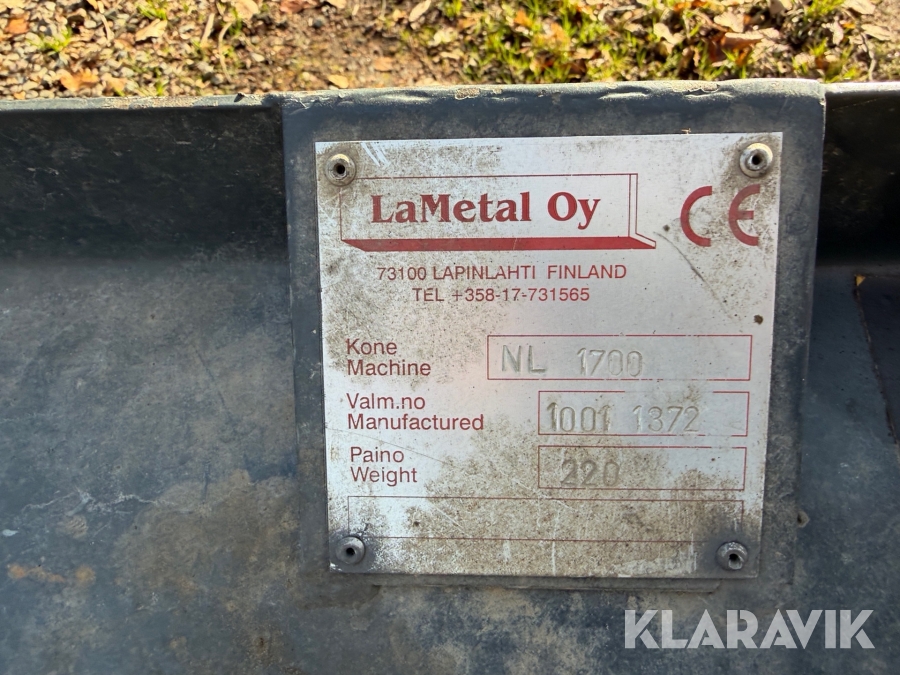 LaMetal Oy
CE
73100 LAPINLAHTI FINLAND
TEL +358-17-731565
Kone
Machine
NL 1700
Valm.no
Manufactured
1001 1372
Paino
Weight
220
KLARAVIK